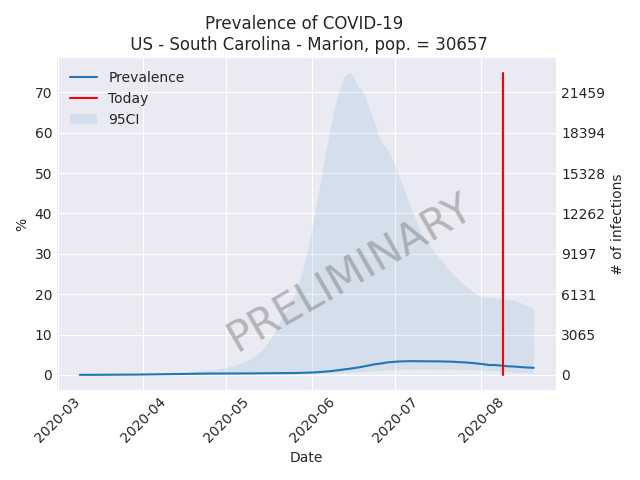 Prevalence of COVID-19
US - South Carolina - Marion, pop. = 30657
Prevalence
Today
95CI
70
60
50
40
30
20
10
0
%
21459
18394
15328
12262
9197
6131
3065
0
# of infections
PRELIMINARY
2020-03
2020-04
2020-05
2020-06
2020-07
2020-08
Date